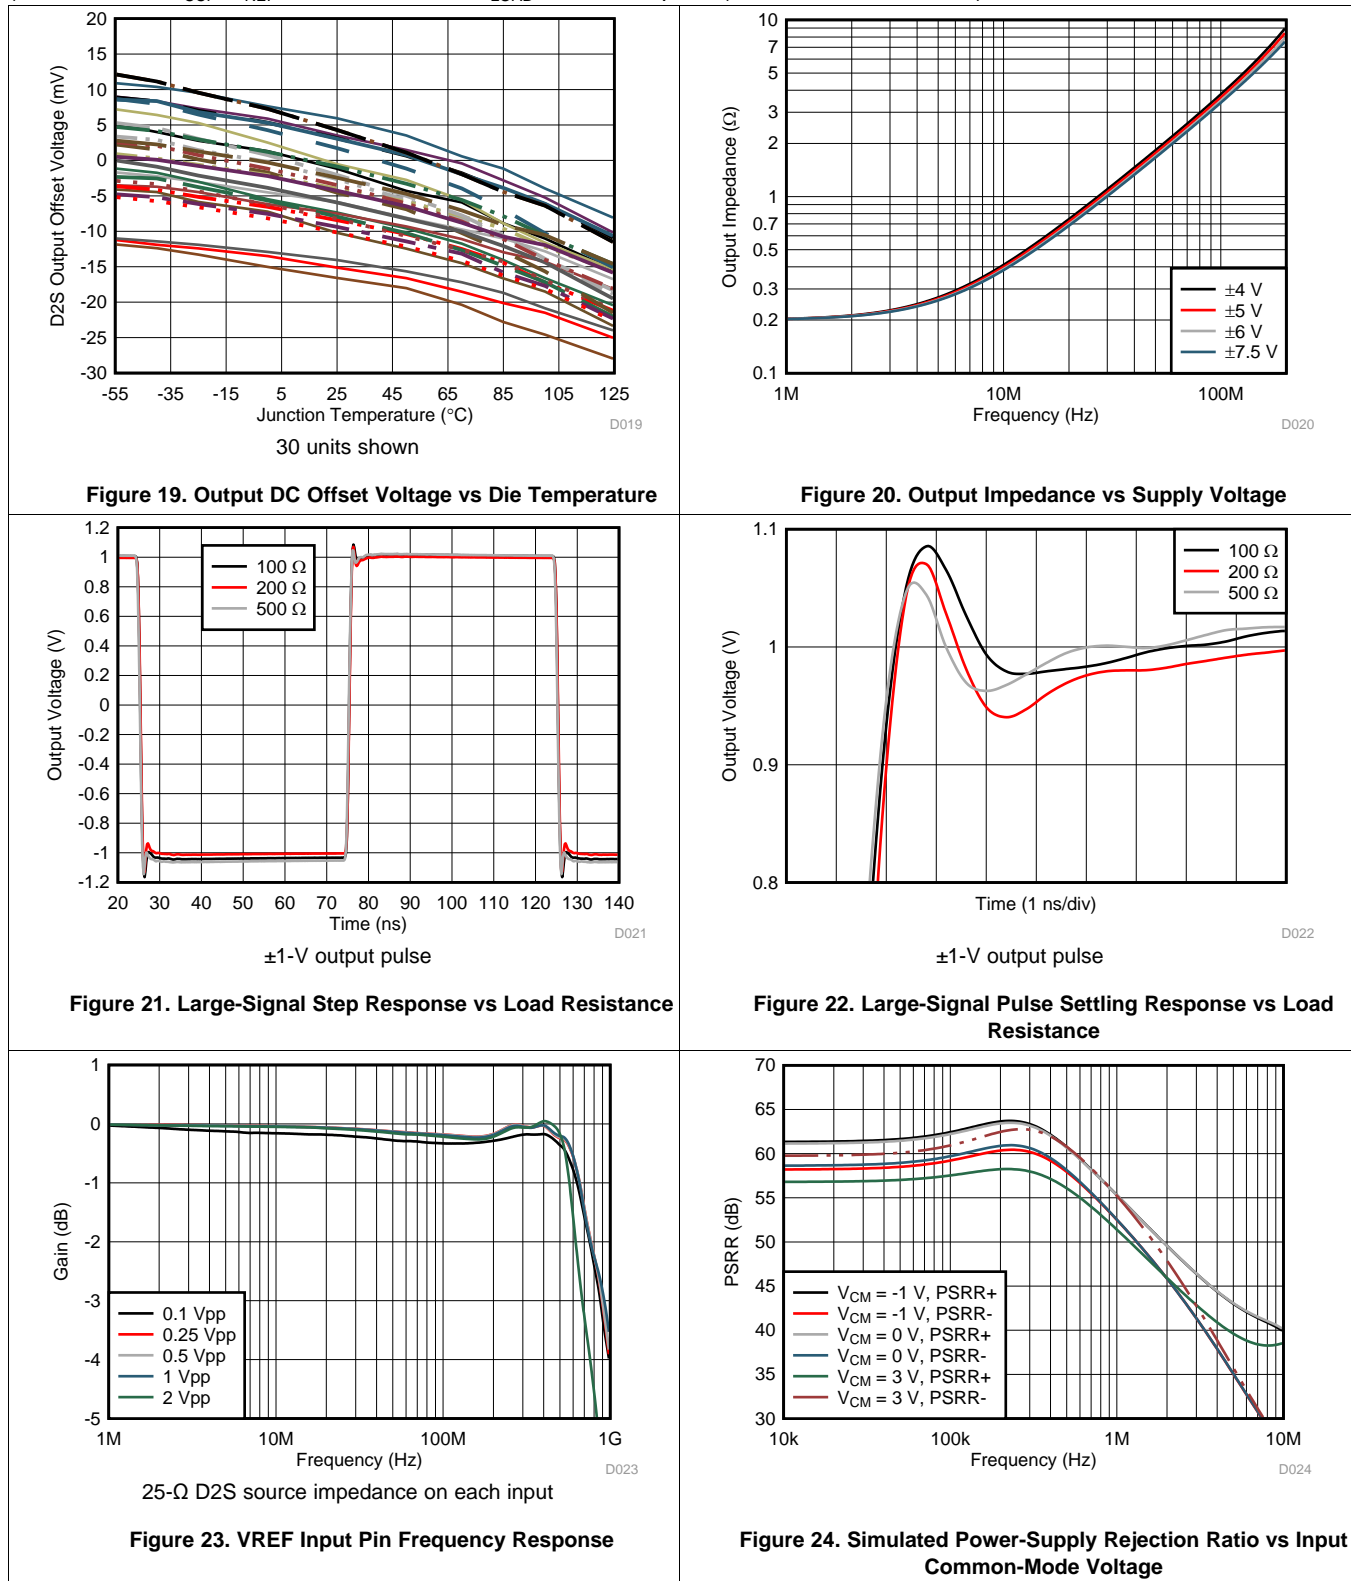 20
15
10
5
0
-5
-10
-15
-20
-25
-30
D2S Output Offset Voltage (mV)
-55 -35 -15 5 25 45 65 85 105 125
Junction Temperature (°C)
D019
30 units shown
Figure 19. Output DC Offset Voltage vs Die Temperature
10
7
5
3
2
1
0.7
0.5
0.3
0.2
0.1
Output Impedance (Ω)
±4 V
±5 V
±6 V
±7.5 V
1M 10M 100M
Frequency (Hz)
D020
Figure 20. Output Impedance vs Supply Voltage
1.2
1
0.8
0.6
0.4
0.2
0
-0.2
-0.4
-0.6
-0.8
-1
-1.2
Output Voltage (V)
100 Ω
200 Ω
500 Ω
20 30 40 50 60 70 80 90 100 110 120 130 140
Time (ns)
D021
±1-V output pulse
Figure 21. Large-Signal Step Response vs Load Resistance
1.1
1
0.9
0.8
Output Voltage (V)
100 Ω
200 Ω
500 Ω
Time (1 ns/div)
D022
±1-V output pulse
Figure 22. Large-Signal Pulse Settling Response vs Load
Resistance
1
0
-1
-2
-3
-4
-5
Gain (dB)
0.1 Vpp
0.25 Vpp
0.5 Vpp
1 Vpp
2 Vpp
1M 10M 100M 1G
Frequency (Hz)
D023
25-Ω D2S source impedance on each input
Figure 23. VREF Input Pin Frequency Response
70
65
60
55
50
45
40
35
30
PSRR (dB)
VCM = -1 V, PSRR+
VCM = -1 V, PSRR-
VCM = 0 V, PSRR+
VCM = 0 V, PSRR-
VCM = 3 V, PSRR+
VCM = 3 V, PSRR-
10k 100k 1M 10M
Frequency (Hz)
D024
Figure 24. Simulated Power-Supply Rejection Ratio vs Input
Common-Mode Voltage